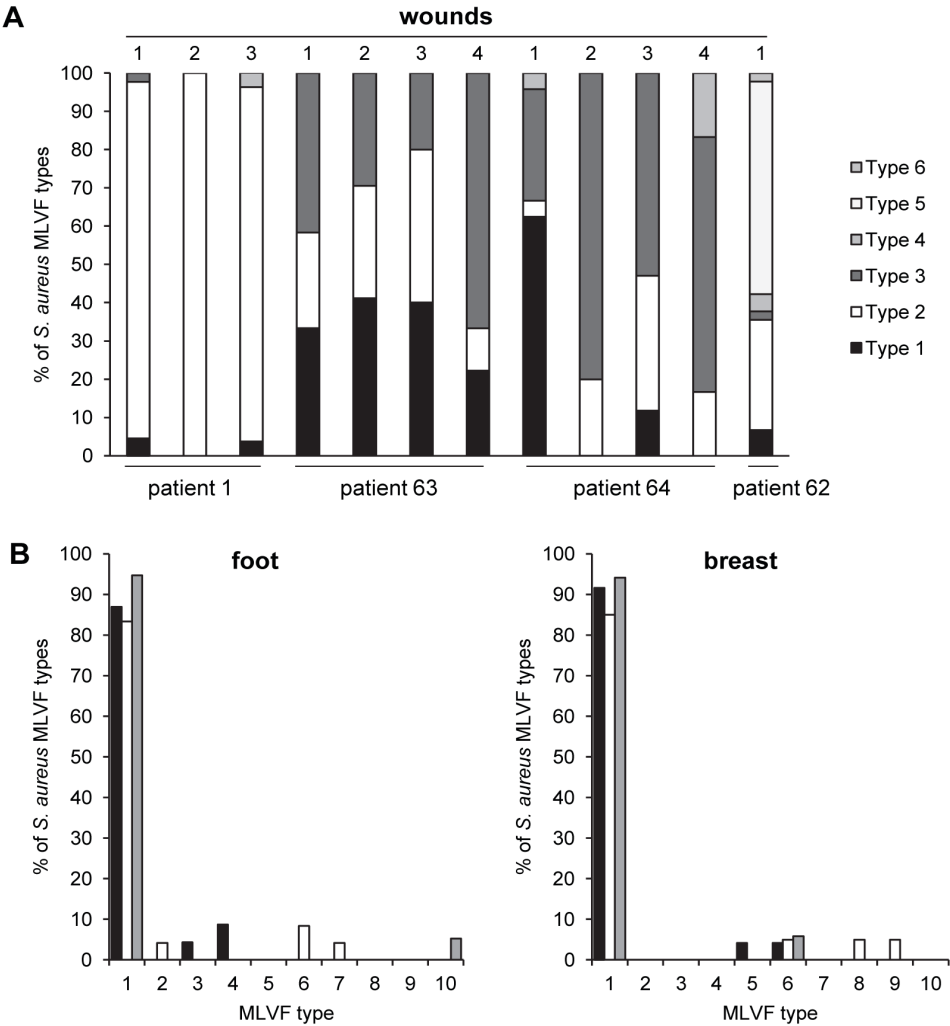 A
wounds
1 2 3 1 2 3 4 1 2 3 4 1
% of S. aureus MLVF types
100
90
80
70
60
50
40
30
20
10
0
Type 6
Type 5
Type 4
Type 3
Type 2
Type 1
patient 1 patient 63 patient 64 patient 62
B
foot
% of S. aureus MLVF types
100
90
80
70
60
50
40
30
20
10
0
1 2 3 4 5 6 7 8 9 10
MLVF type
breast
% of S. aureus MLVF types
100
90
80
70
60
50
40
30
20
10
0
1 2 3 4 5 6 7 8 9 10
MLVF type